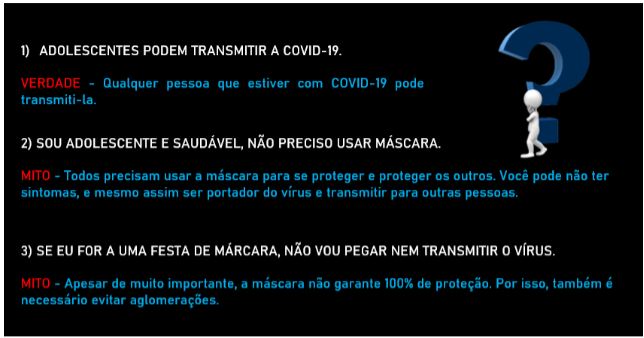 1) ADOLESCENTES PODEM TRANSMITIR A COVID-19.
VERDADE - Qualquer pessoa que estiver com COVID-19 pode
transmiti-la.
2) SOU ADOLESCENTE E SAUDÁVEL, NÃO PRECISO USAR MÁSCARA.
MITO - Todos precisam usar a máscara para se proteger e proteger os outros. Você pode não ter
sintomas, e mesmo assim ser portador do vírus e transmitir para outras pessoas.
3) SE EU FOR A UMA FESTA DE MÁRCARA, NÃO VOU PEGAR NEM TRANSMITIR O VÍRUS.
MITO - Apesar de muito importante, a máscara não garante 100% de proteção. Por isso, também é
necessário evitar aglomerações.